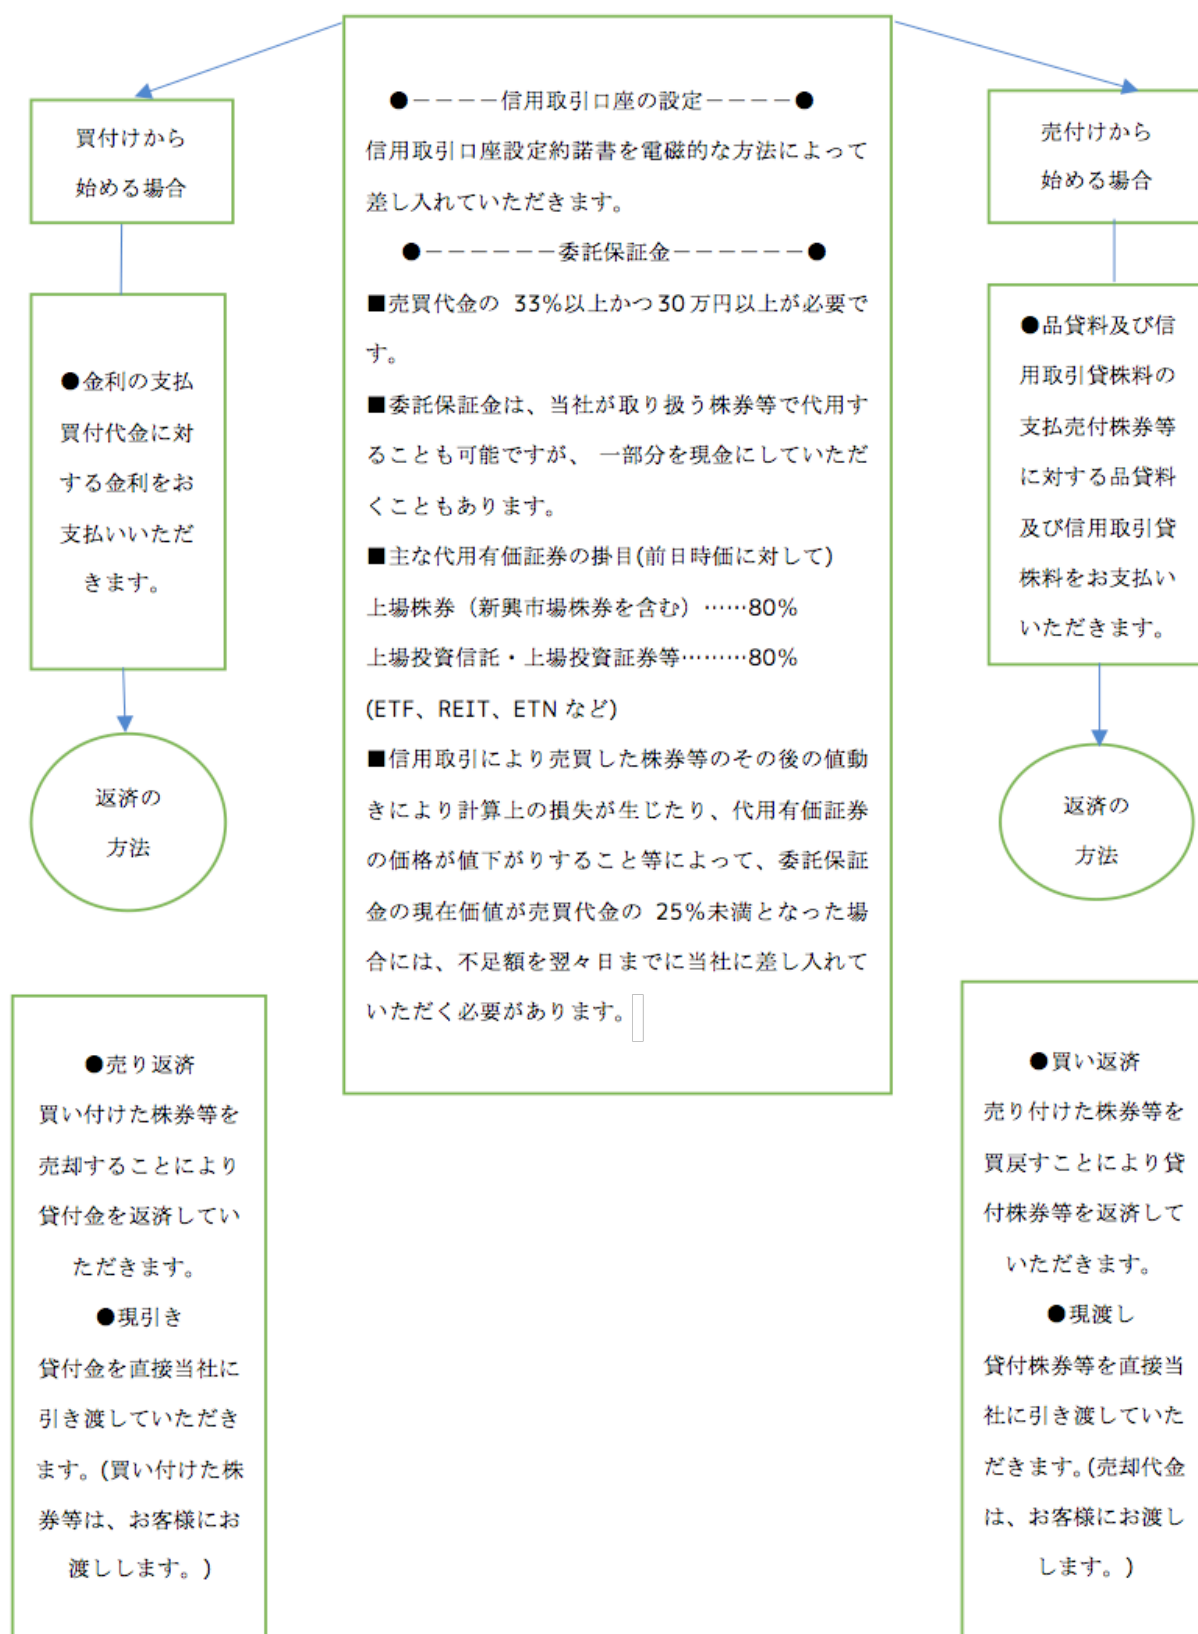 ●－－－－信用取引口座の設定－－－－●
信用取引口座設定約諾書を電磁的な方法によって
差し入れていただきます。
●－－－－－－委託保証金－－－－－－●
■売買代金の 33%以上かつ30万円以上が必要で
す。
■委託保証金は、当社が取り扱う株券等で代用す
ることも可能ですが、 一部分を現金にしていただ
くこともあります。
■主な代用有価証券の掛目(前日時価に対して)
上場株券（新興市場株券を含む）……80%
上場投資信託・上場投資証券等………80%
(ETF、REIT、ETN など)
■信用取引により売買した株券等のその後の値動
きにより計算上の損失が生じたり、代用有価証券
の価格が値下がりすること等によって、委託保証
金の現在価値が売買代金の 25%未満となった場
合には、不足額を翌々日までに当社に差し入れて
いただく必要があります。
買付けから
始める場合
●金利の支払
買付代金に対
する金利をお
支払いいただ
きます。
返済の
方法
●売り返済
買い付けた株券等を
売却することにより
貸付金を返済してい
ただきます。
●現引き
貸付金を直接当社に
引き渡していただき
ます。(買い付けた株
券等は、お客様にお
渡しします。)
売付けから
始める場合
●品貸料及び信
用取引貸株料の
支払売付株券等
に対する品貸料
及び信用取引貸
株料をお支払い
いただきます。
返済の
方法
●買い返済
売り付けた株券等を
買戻すことにより貸
付株券等を返済して
いただきます。
●現渡し
貸付株券等を直接当
社に引き渡していた
だきます。(売却代金
は、お客様にお渡し
します。)